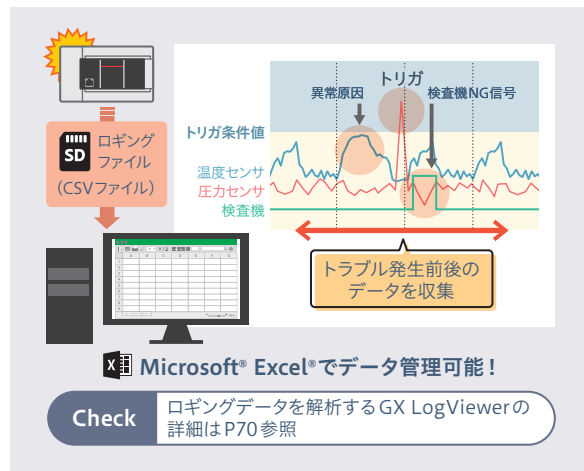 トリガ
異常原因
検査機NG信号
トリガ条件値
温度センサ
圧力センサ
検査機
SD
ロギング
ファイル
(CSVファイル)
トラブル発生前後の
データを収集
Microsoft® Excel®でデータ管理可能！
Check
ロギングデータを解析するGX LogViewerの
詳細はP70参照